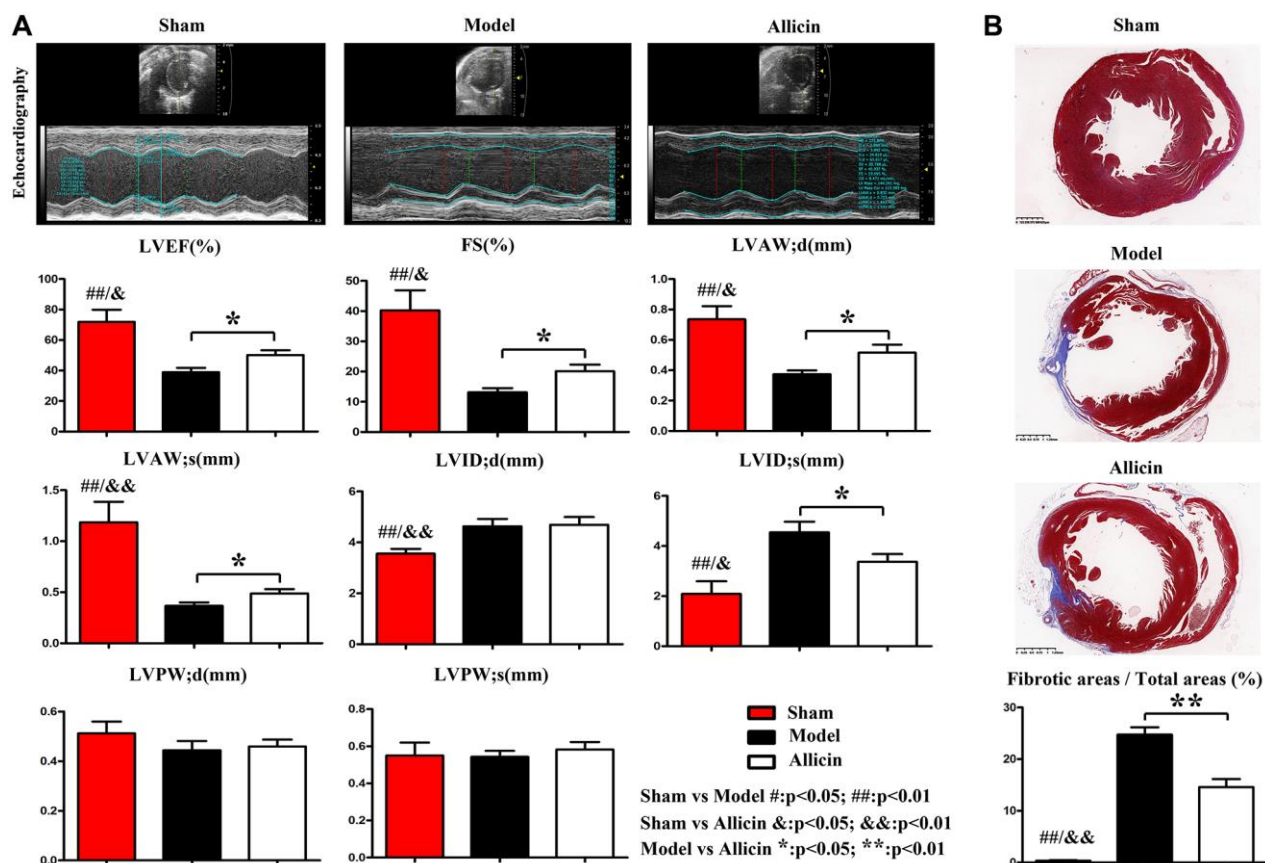 A
Sham
Model
Allicin
Echocardiography
LVEF(%)
FS(%)
LVAW;d(mm)
100
80
60
40
20
0
##/&
*
50
40
30
20
10
0
##/&
*
1.0
0.8
0.6
0.4
0.2
0.0
##/&
*
LVAW;s(mm)
LVID;d(mm)
LVID;s(mm)
1.5
1.0
0.5
0.0
##/&&
*
6
4
2
0
##/&&
6
4
2
0
##/&
*
LVPW;d(mm)
LVPW;s(mm)
0.6
0.4
0.2
0.0
0.8
0.6
0.4
0.2
0.0
Sham
Model
Allicin
Sham vs Model #:p<0.05; ##:p<0.01
Sham vs Allicin &:p<0.05; &&:p<0.01
Model vs Allicin *:p<0.05; **:p<0.01
B
Sham
Model
Allicin
Fibrotic areas / Total areas (%)
30
20
10
0
##/&&
**